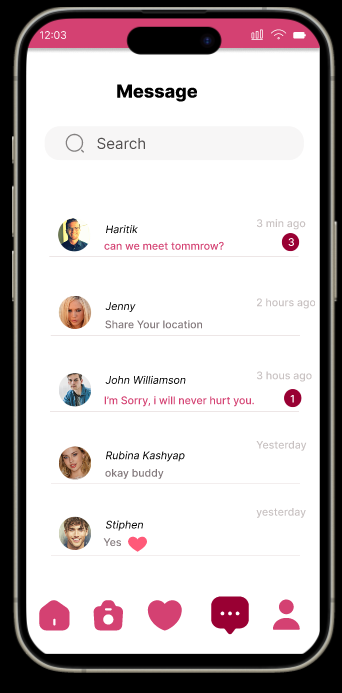 12:03
Message
Search
Haritik
3 min ago
can we meet tommrow?
3
Jenny
2 hours ago
Share Your location
John Williamson
3 hous ago
I'm Sorry, i will never hurt you.
1
Yesterday
Rubina Kashyap
okay buddy
yesterday
Stiphen
Yes